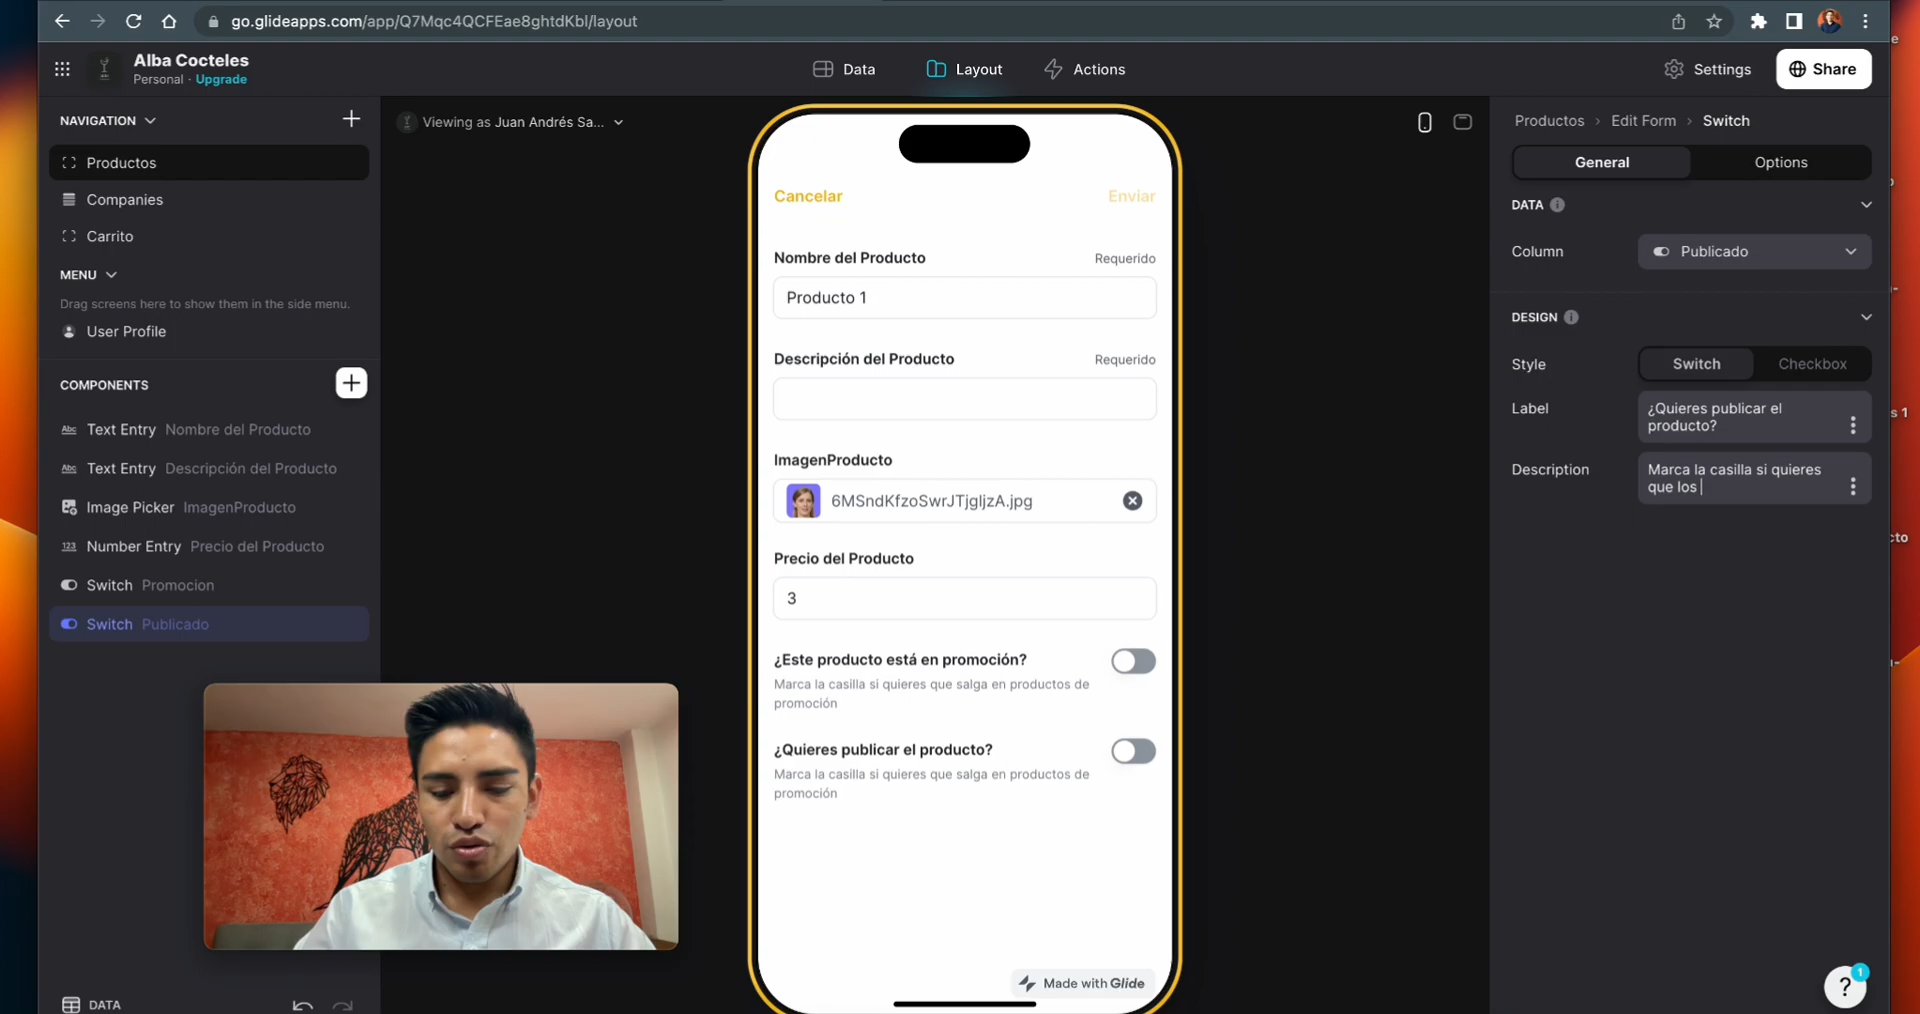 go.glideapps.com/app/Q7Mqc4QCFEae8ghtdKbl/layout
Alba Cocteles
Personal · Upgrade
Data
Layout
Actions
Settings
Share
NAVIGATION
Productos
Companies
Carrito
MENU
Drag screens here to show them in the side menu.
User Profile
COMPONENTS
Text Entry Nombre del Producto
Text Entry Descripción del Producto
Image Picker ImagenProducto
Number Entry Precio del Producto
Switch Promocion
Switch Publicado
DATA
Viewing as Juan Andrés Sa...
Cancelar
Enviar
Nombre del Producto
Requerido
Producto 1
Descripción del Producto
Requerido
ImagenProducto
6MSndKfzoSwrJTjgIjzA.jpg
Precio del Producto
3
¿Este producto está en promoción?
Marca la casilla si quieres que salga en productos de
promoción
¿Quieres publicar el producto?
Marca la casilla si quieres que salga en productos de
promoción
Made with Glide
Productos › Edit Form › Switch
General
Options
DATA
Column
Publicado
DESIGN
Style
Switch
Checkbox
Label
¿Quieres publicar el
producto?
Description
Marca la casilla si quieres
que los
?
1
s 1
cto